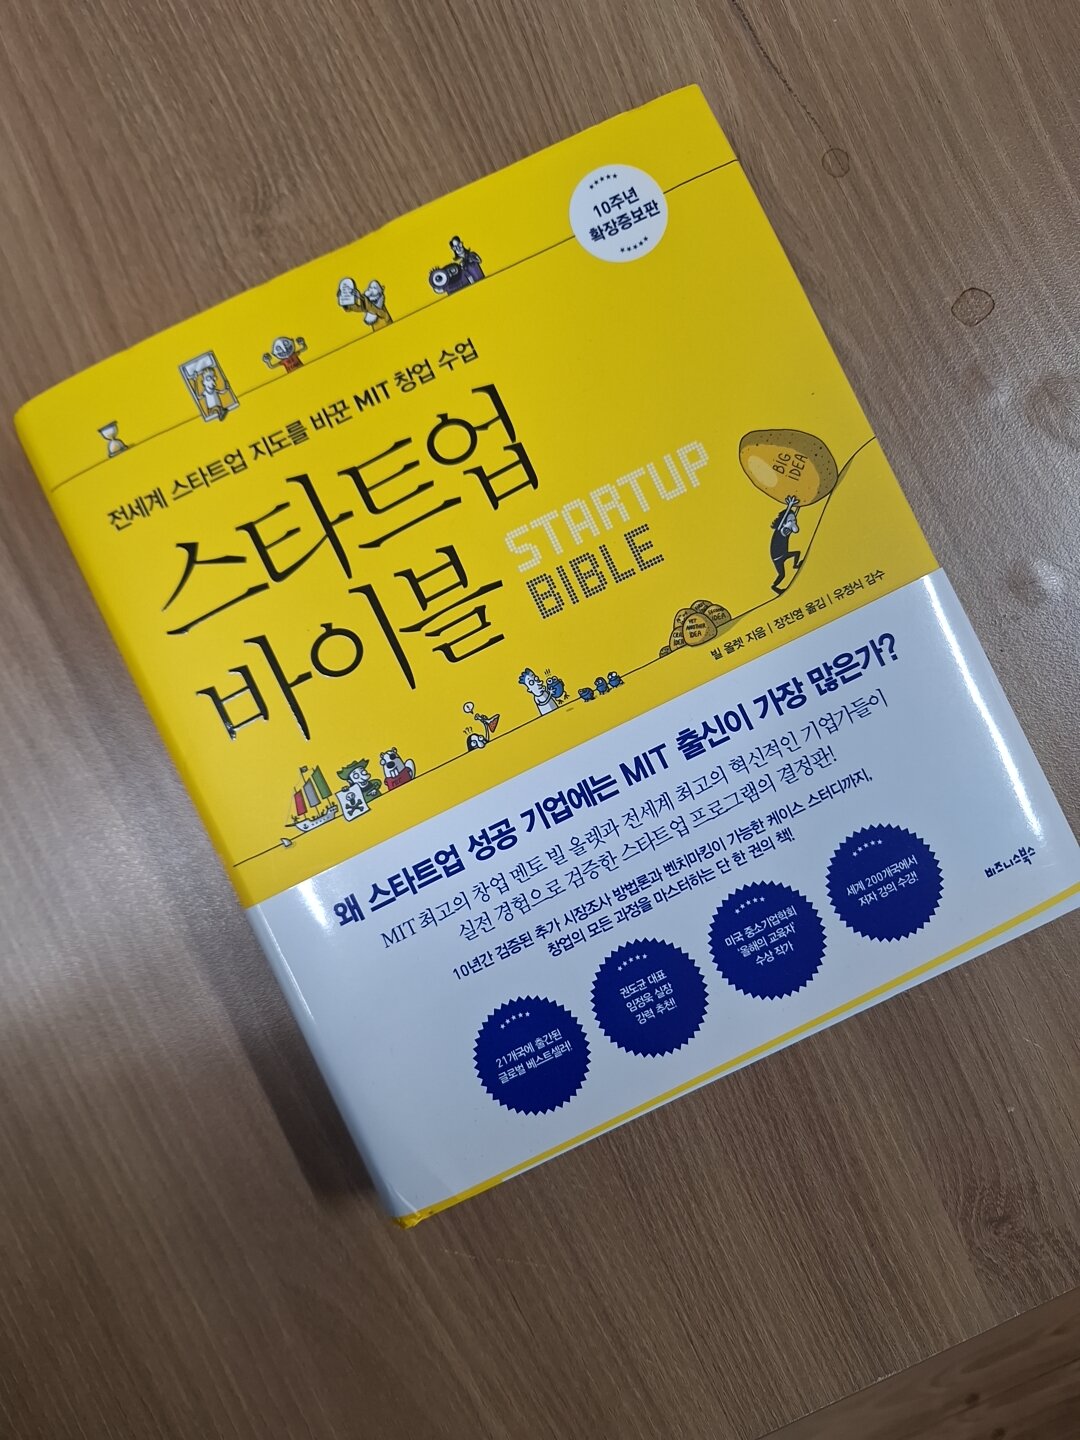 10주년
확장증보판
전세계 스타트업 지도를 바꾼 MIT 창업 수업
스타트업
바이블
STARTUP
BIBLE
BIG
IDEA
YET
ANOTHER
IDEA
빌 올렛 지음 | 장진영 옮김 | 유정식 감수
왜 스타트업 성공 기업에는 MIT 출신이 가장 많은가?
MIT 최고의 창업 멘토 빌 올렛과 전세계 최고의 혁신적인 기업가들이
실전 경험으로 검증한 스타트업 프로그램의 결정판!
10년간 검증된 추가 시장조사 방법론과 벤치마킹이 가능한 케이스 스터디까지,
창업의 모든 과정을 마스터하는 단 한 권의 책!
21개국에 출간된
글로벌 베스트셀러!
권도균 대표
임정욱 실장
강력 추천!
미국 중소기업학회
'올해의 교육자'
수상 작가
세계 200개국에서
저자 강의 수강!
비즈니스북스